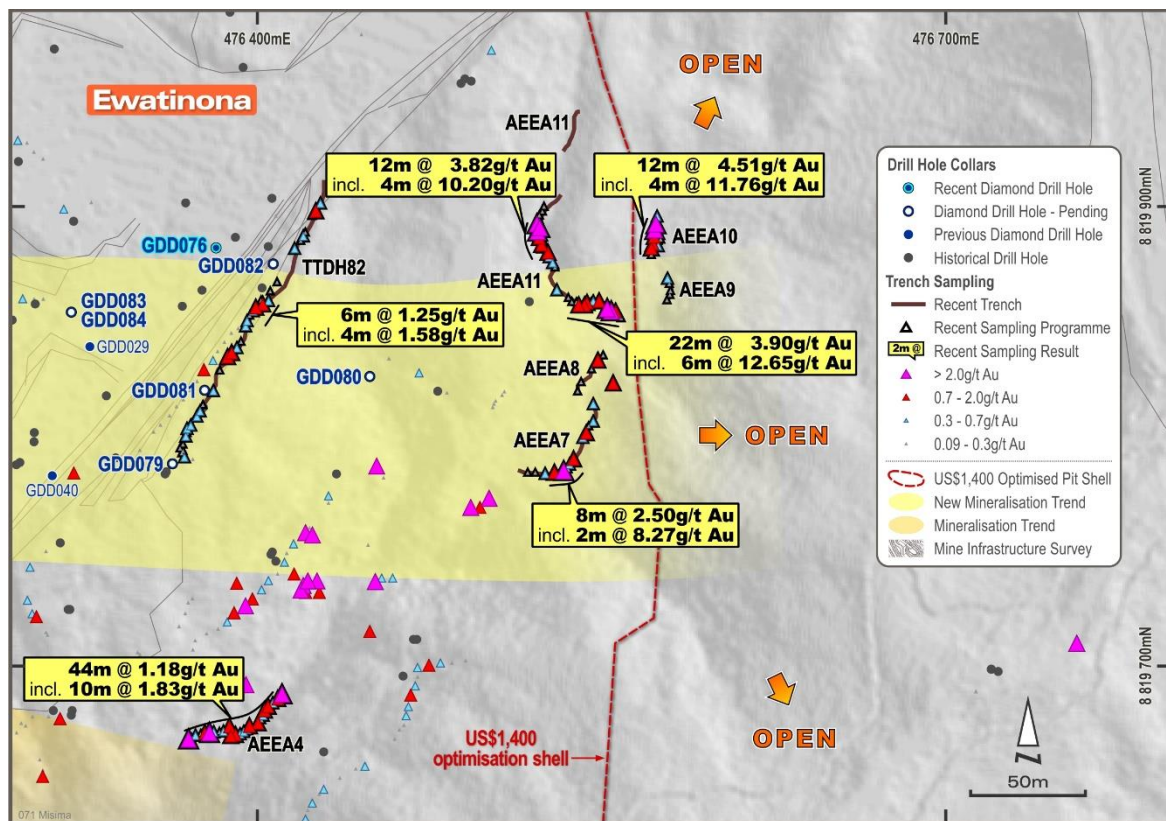 476 400mE
476 700mE
Ewatinona
OPEN
AEEA11
12m @ 3.82g/t Au
incl. 4m @ 10.20g/t Au
12m @ 4.51g/t Au
incl. 4m @ 11.76g/t Au
8 819 900mN
GDD076
GDD082
TTDH82
AEEA10
AEEA11
AEEA9
GDD083
GDD084
GDD029
6m @ 1.25g/t Au
incl. 4m @ 1.58g/t Au
22m @ 3.90g/t Au
incl. 6m @ 12.65g/t Au
GDD081
GDD080
AEEA8
AEEA7
OPEN
GDD079
GDD040
8m @ 2.50g/t Au
incl. 2m @ 8.27g/t Au
Drill Hole Collars
Recent Diamond Drill Hole
Diamond Drill Hole - Pending
Previous Diamond Drill Hole
Historical Drill Hole
Trench Sampling
Recent Trench
Recent Sampling Programme
2m @
Recent Sampling Result
> 2.0g/t Au
0.7 - 2.0g/t Au
0.3 - 0.7g/t Au
0.09 - 0.3g/t Au
US$1,400 Optimised Pit Shell
New Mineralisation Trend
Mineralisation Trend
Mine Infrastructure Survey
8 819 700mN
44m @ 1.18g/t Au
incl. 10m @ 1.83g/t Au
AEEA4
US$1,400
optimisation shell
OPEN
N
50m
071 Misima